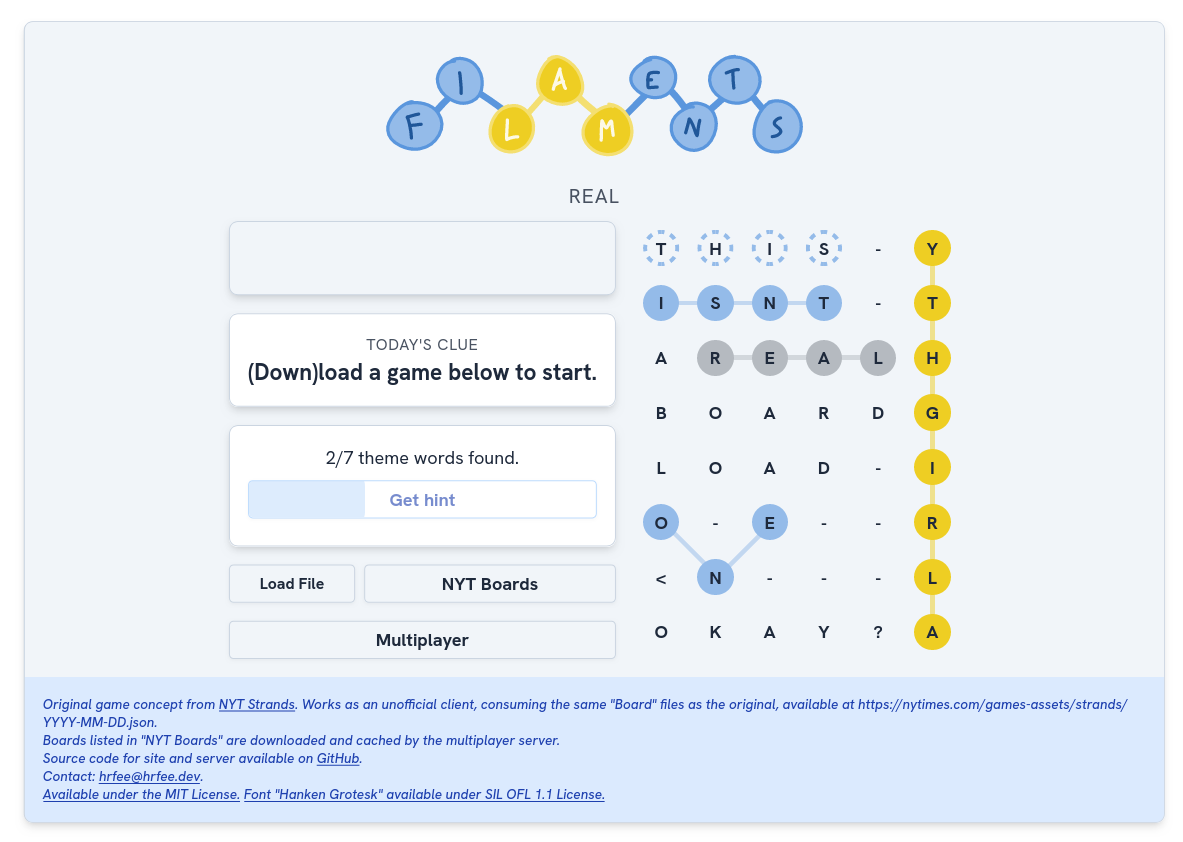 FILAMENTS
REAL
TODAY'S CLUE
(Down)load a game below to start.
2/7 theme words found.
Get hint
Load File
NYT Boards
Multiplayer
T H I S - Y
I S N T - T
A R E A L H
B O A R D G
L O A D - I
O - E - - R
< N - - - L
O K A Y ? A
Original game concept from NYT Strands. Works as an unofficial client, consuming the same "Board" files as the original, available at https://nytimes.com/games-assets/strands/
YYYY-MM-DD.json.
Boards listed in "NYT Boards" are downloaded and cached by the multiplayer server.
Source code for site and server available on GitHub.
Contact: hrfee@hrfee.dev.
Available under the MIT License. Font "Hanken Grotesk" available under SIL OFL 1.1 License.